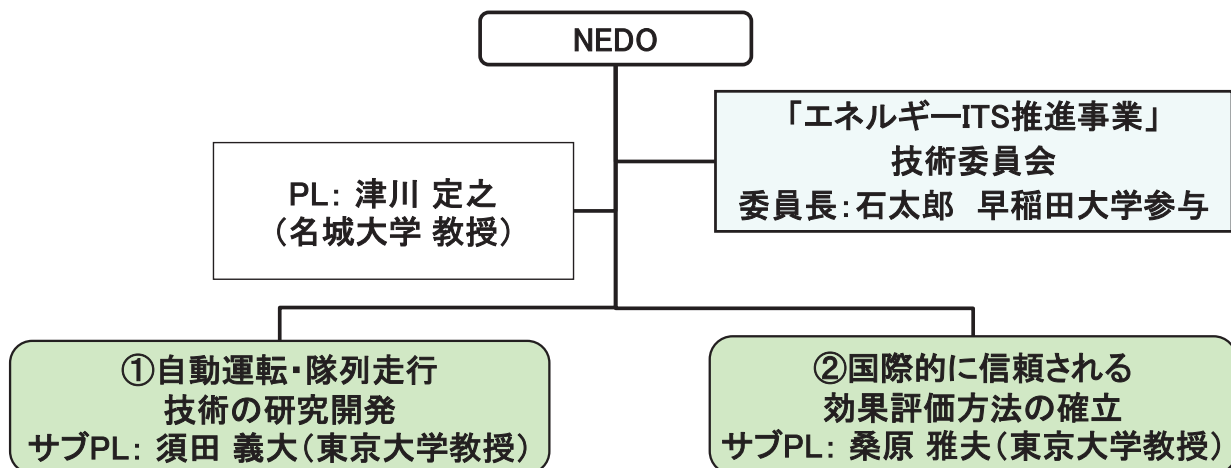 NEDO
「エネルギーITS推進事業」
技術委員会
委員長：石太郎　早稲田大学参与
PL： 津川 定之
（名城大学 教授）
①自動運転・隊列走行
技術の研究開発
サブPL： 須田 義大（東京大学教授）
②国際的に信頼される
効果評価方法の確立
サブPL： 桑原 雅夫（東京大学教授）